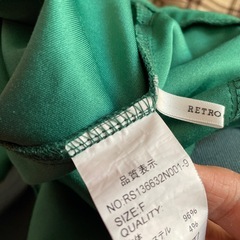 RETRO
品質表示
NO.RS136632N001-9
SIZE:F
QUALITY
96%
4%